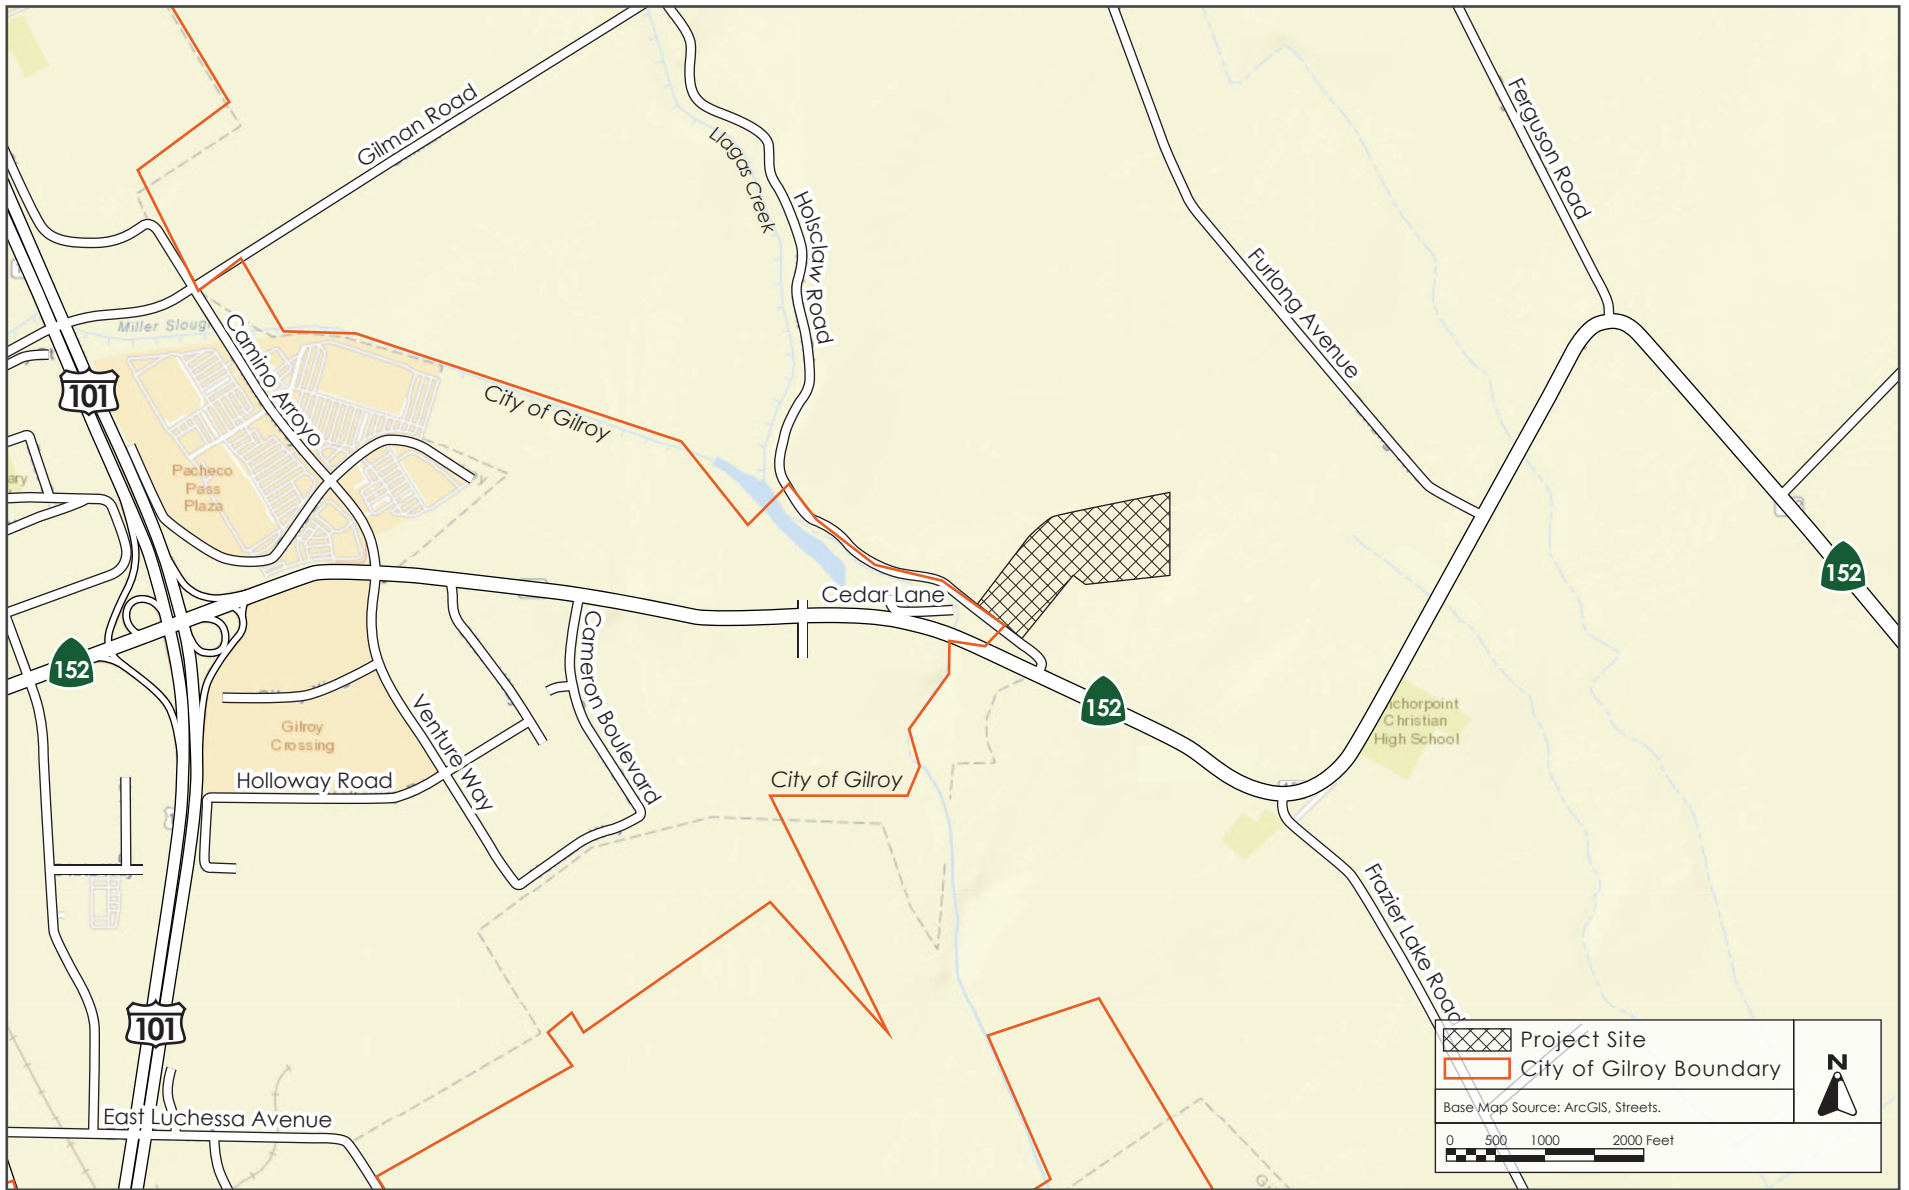 Gilman Road
Llagas Creek
Holsclaw Road
Ferguson Road
Furlong Avenue
Miller Slough
Camino Arroyo
101
City of Gilroy
Pacheco
Pass
Plaza
ary
Cedar Lane
152
152
152
Cameron Boulevard
Venture Way
Gilroy
Crossing
Holloway Road
City of Gilroy
chorpoint
Christian
High School
Frazier Lake Road
101
East Luchessa Avenue
Project Site
City of Gilroy Boundary
N
Base Map Source: ArcGIS, Streets.
0 500 1000 2000 Feet